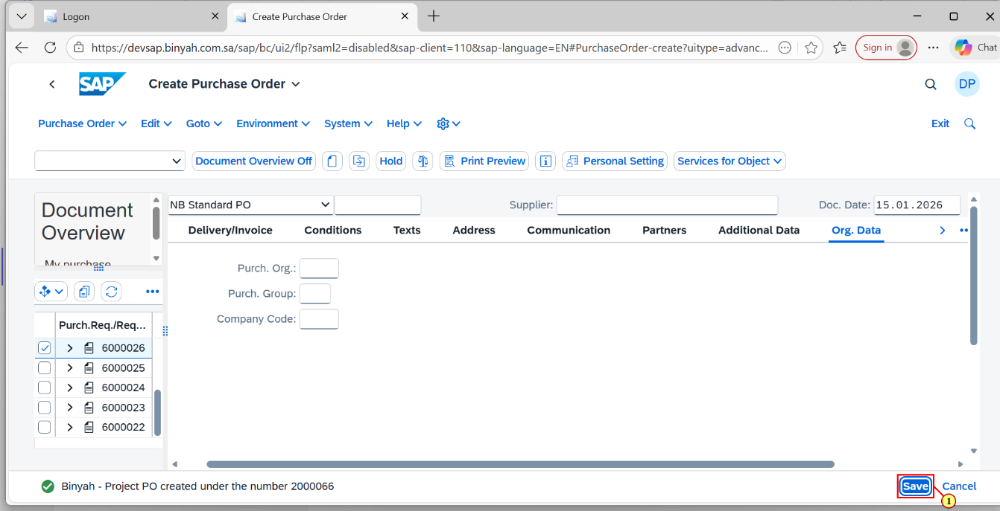 Logon
Create Purchase Order
https://devsap.binyah.com.sa/sap/bc/ui2/flp?saml2=disabled&sap-client=110&sap-language=EN#PurchaseOrder-create?uitype=advanc...
Sign in
Chat
SAP
Create Purchase Order
DP
Purchase Order
Edit
Goto
Environment
System
Help
Exit
Document Overview Off
Hold
Print Preview
Personal Setting
Services for Object
Document
Overview
My purchase
NB Standard PO
Supplier:
Doc. Date: 15.01.2026
Delivery/Invoice
Conditions
Texts
Address
Communication
Partners
Additional Data
Org. Data
Purch. Org.:
Purch. Group:
Company Code:
Purch.Req./Req...
6000026
6000025
6000024
6000023
6000022
Binyah - Project PO created under the number 2000066
Save
Cancel
1